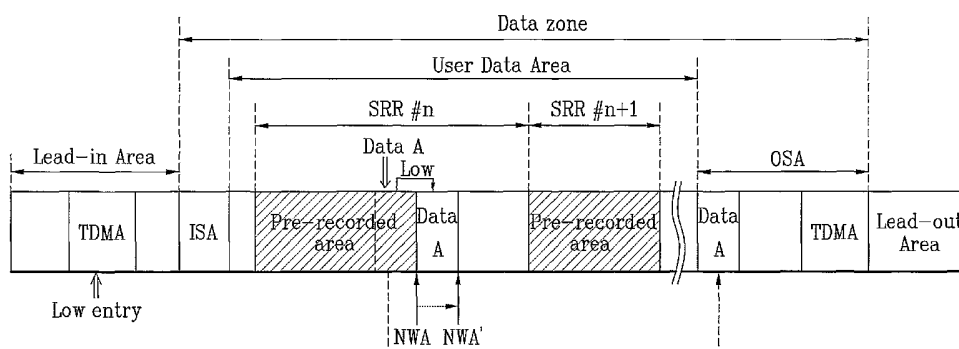 Data zone
User Data Area
SRR #n
SRR #n+1
Data A
Low
Lead-in Area
OSA
TDMA
ISA
Pre-recorded
area
Data
A
Pre-recorded
area
Data
A
TDMA
Lead-out
Area
Low entry
NWA
NWA'